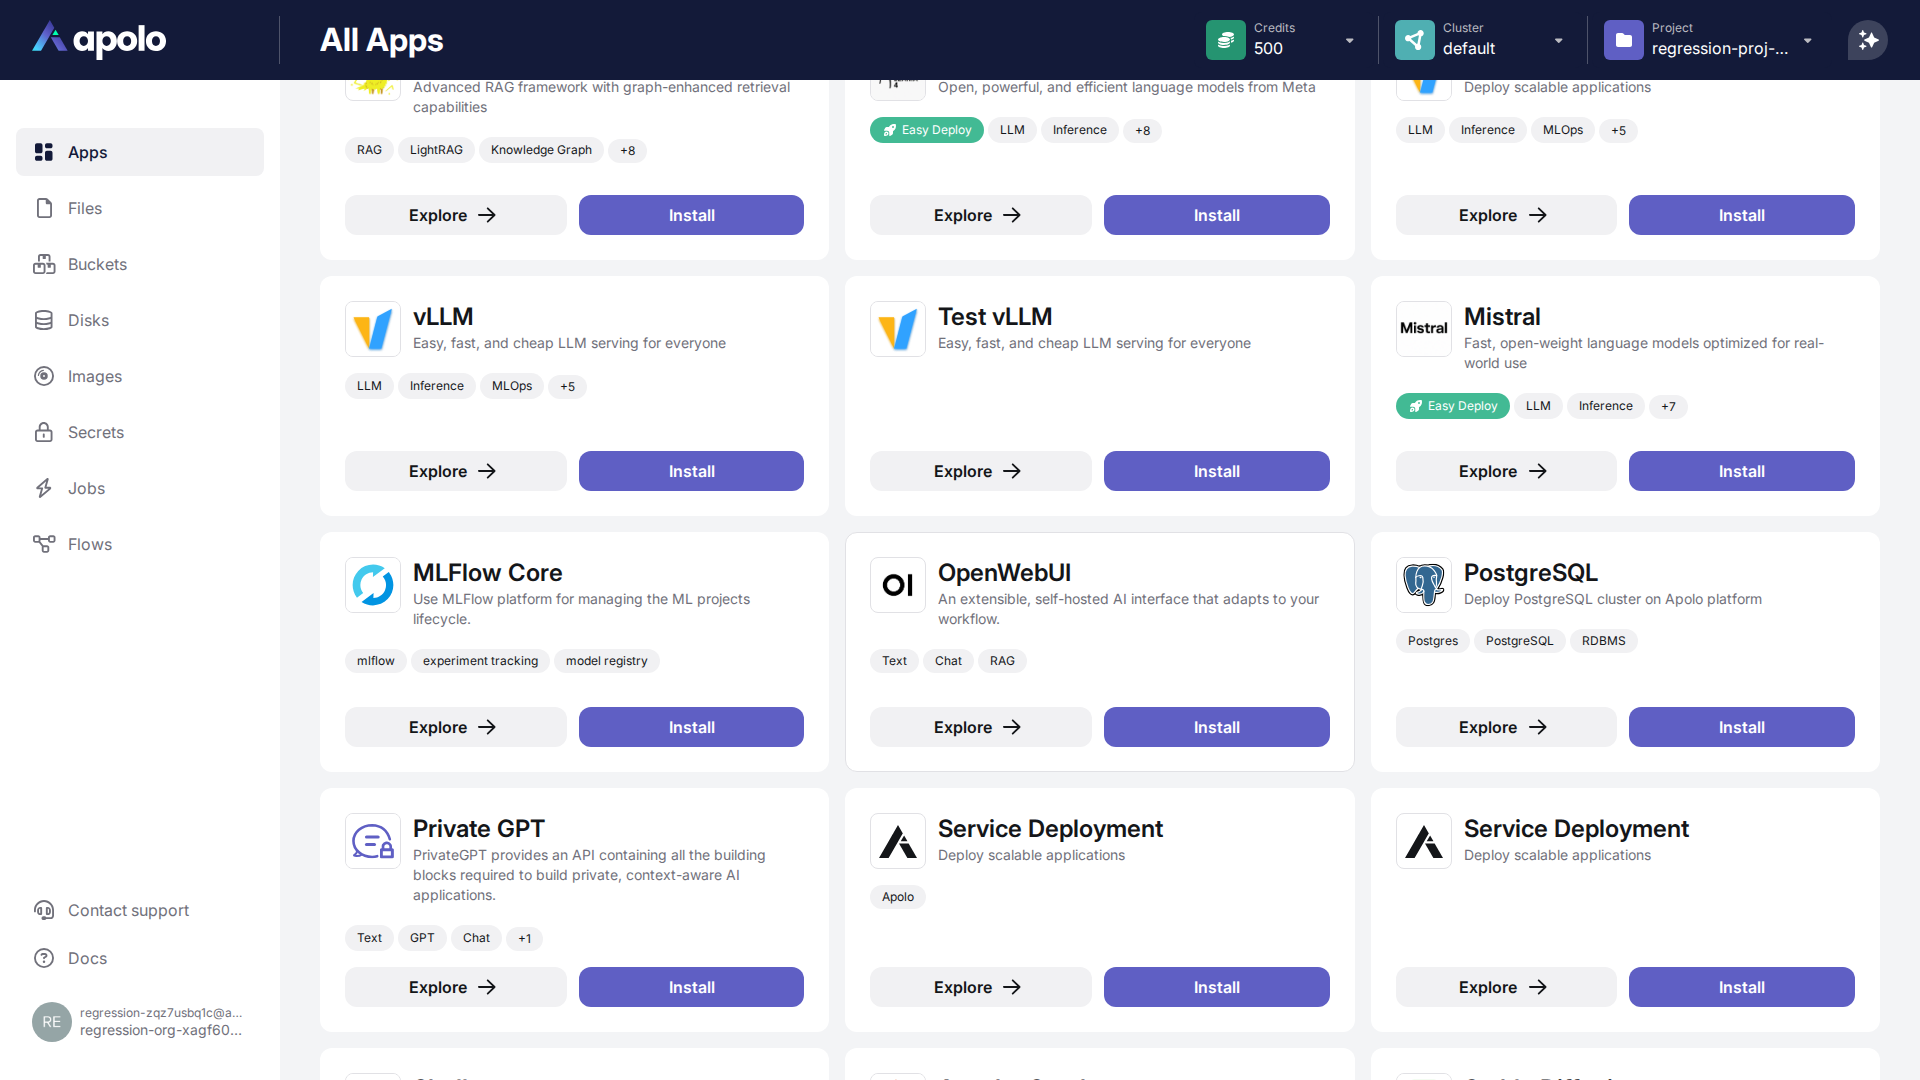 apolo
All Apps
Credits
500
Cluster
default
Project
regression-proj-...
Apps
Files
Buckets
Disks
Images
Secrets
Jobs
Flows
Contact support
Docs
RE
regression-zqz7usbq1c@a...
regression-org-xagf60...
Advanced RAG framework with graph-enhanced retrieval
capabilities
RAG
LightRAG
Knowledge Graph
+8
Explore
Install
Open, powerful, and efficient language models from Meta
Easy Deploy
LLM
Inference
+8
Explore
Install
Deploy scalable applications
LLM
Inference
MLOps
+5
Explore
Install
vLLM
Easy, fast, and cheap LLM serving for everyone
LLM
Inference
MLOps
+5
Explore
Install
Test vLLM
Easy, fast, and cheap LLM serving for everyone
Explore
Install
Mistral
Mistral
Fast, open-weight language models optimized for real-
world use
Easy Deploy
LLM
Inference
+7
Explore
Install
MLFlow Core
Use MLFlow platform for managing the ML projects
lifecycle.
mlflow
experiment tracking
model registry
Explore
Install
OI
OpenWebUI
An extensible, self-hosted AI interface that adapts to your
workflow.
Text
Chat
RAG
Explore
Install
PostgreSQL
Deploy PostgreSQL cluster on Apolo platform
Postgres
PostgreSQL
RDBMS
Explore
Install
Private GPT
PrivateGPT provides an API containing all the building
blocks required to build private, context-aware AI
applications.
Text
GPT
Chat
+1
Explore
Install
Service Deployment
Deploy scalable applications
Apolo
Explore
Install
Service Deployment
Deploy scalable applications
Explore
Install